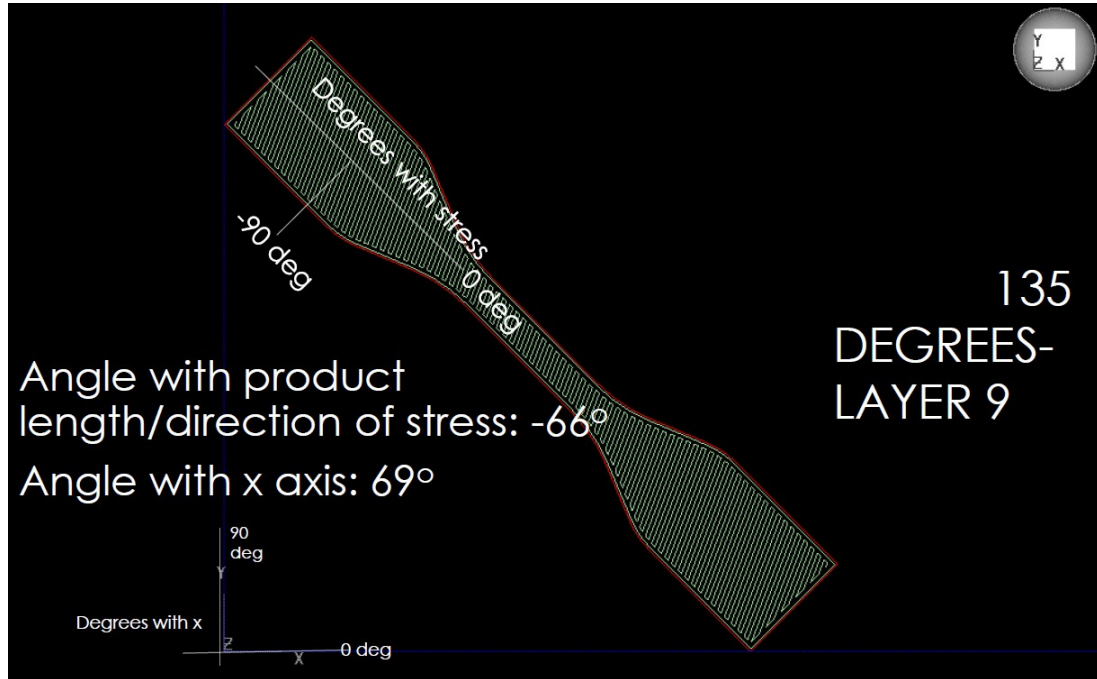 Y
Z X
Degrees with stress
0 deg
-90 deg
135
DEGREES-
LAYER 9
Angle with product
length/direction of stress: -66°
Angle with x axis: 69°
90
deg
Y
Degrees with x
Z
X
0 deg